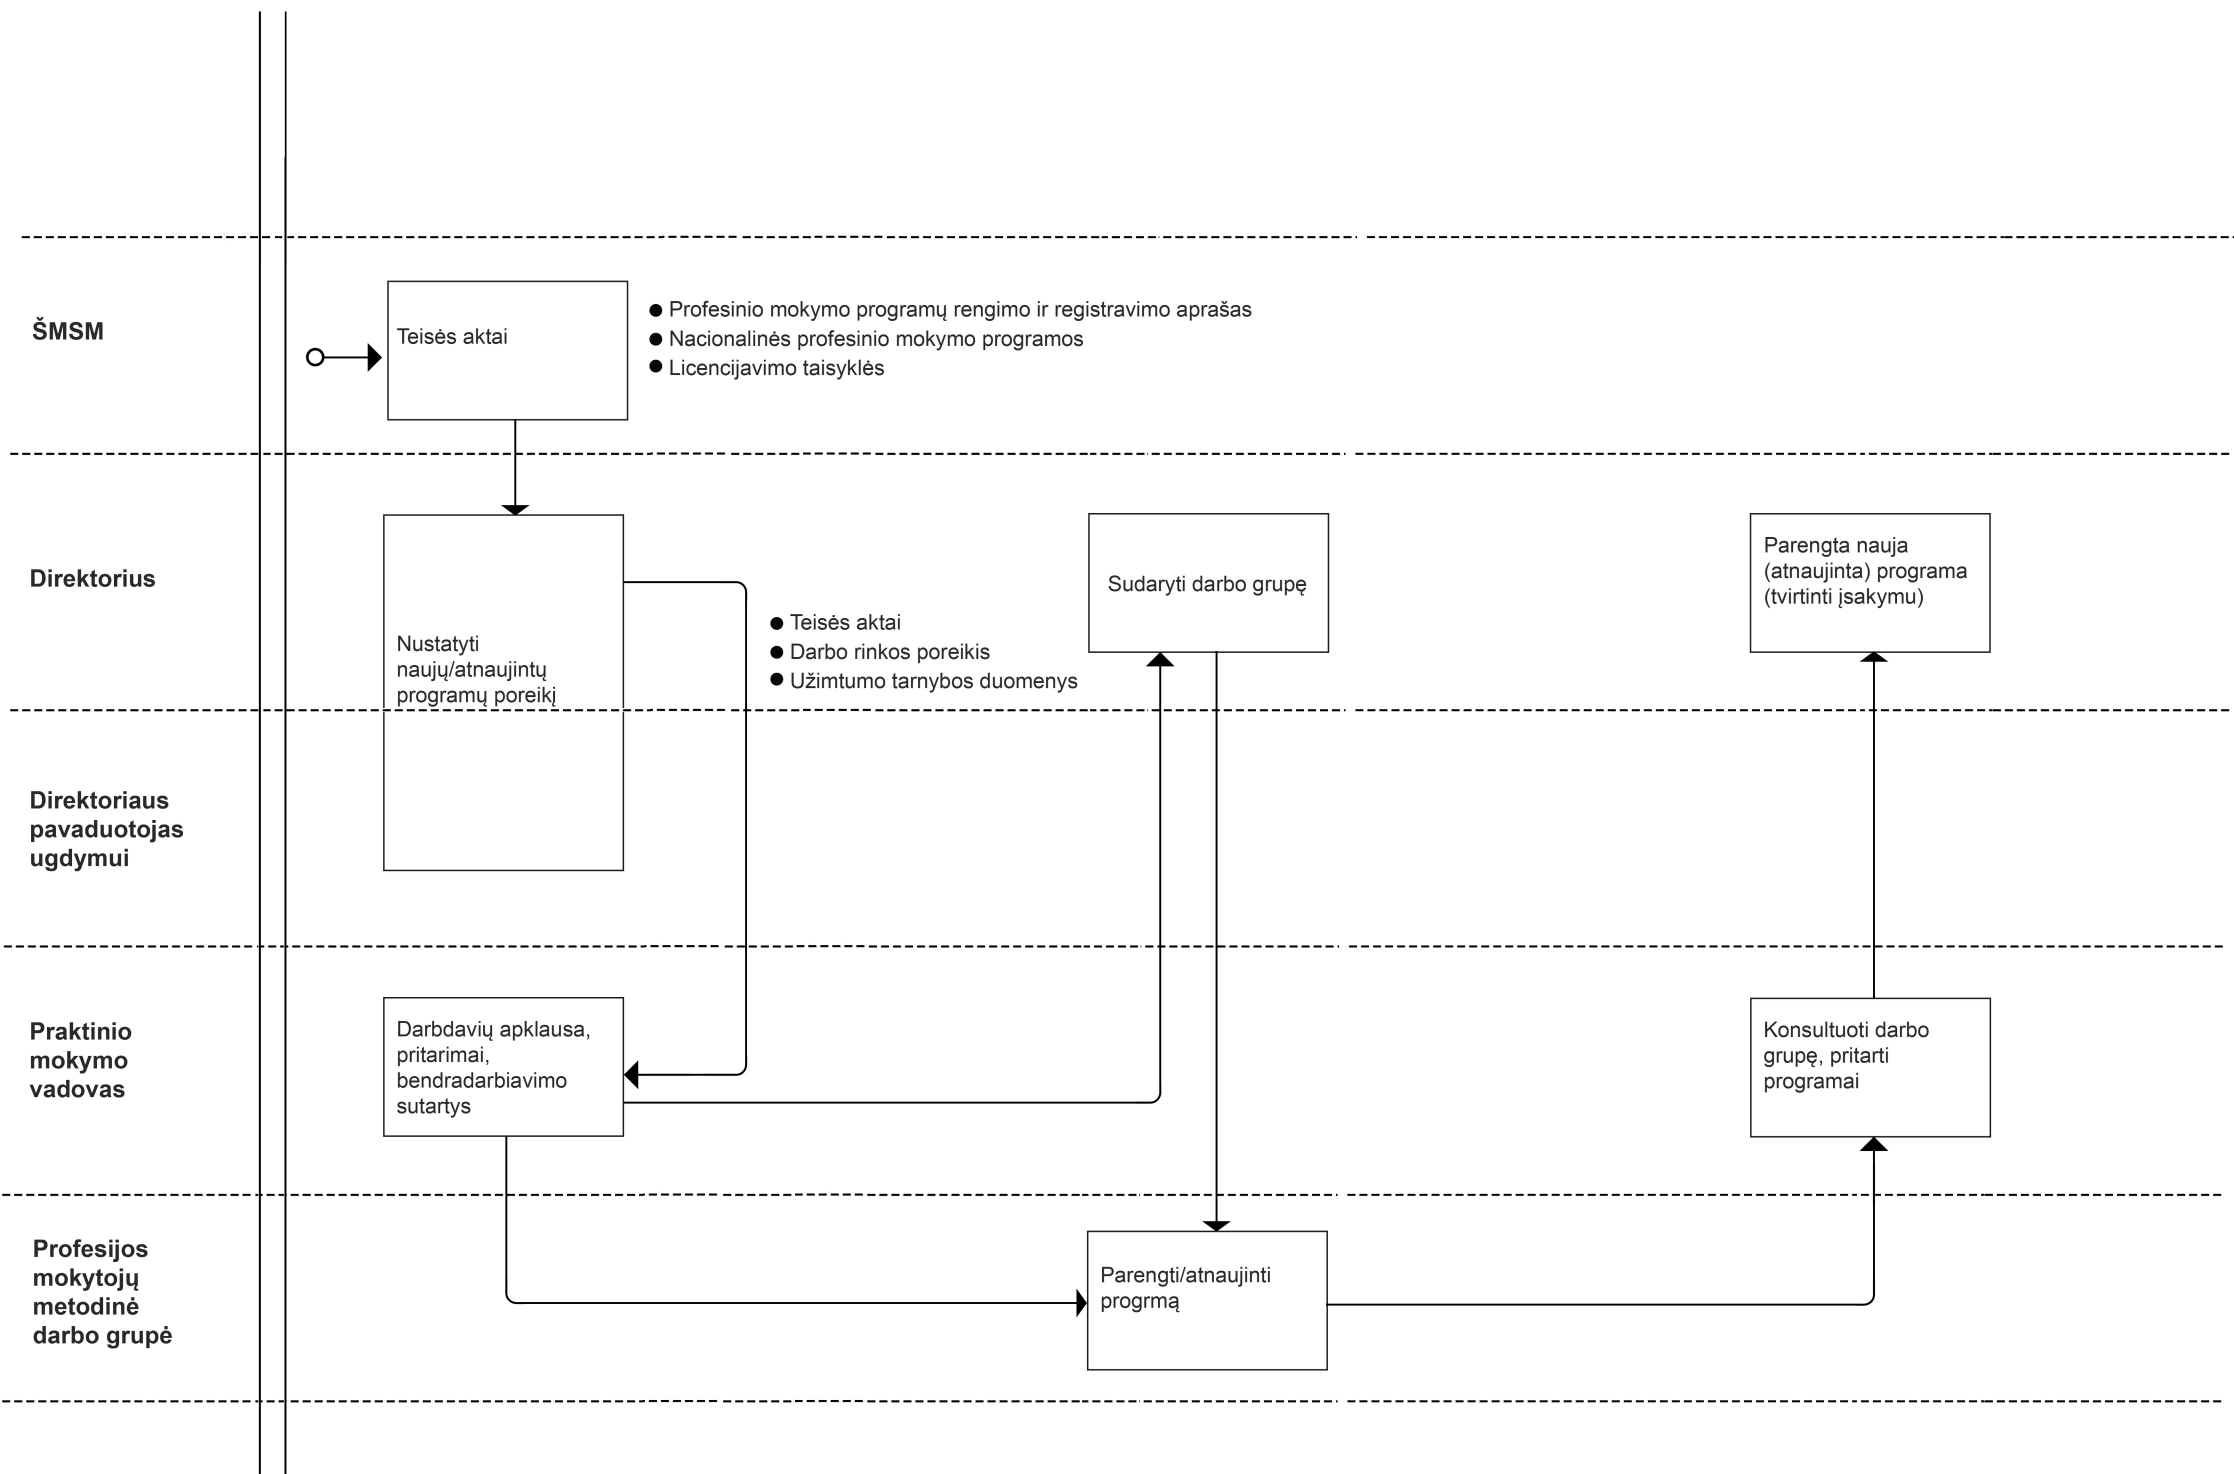 ŠMSM
Teisės aktai
● Profesinio mokymo programų rengimo ir registravimo aprašas
● Nacionalinės profesinio mokymo programos
● Licencijavimo taisyklės
Direktorius
Nustatyti
naujų/atnaujintų
programų poreikį
● Teisės aktai
● Darbo rinkos poreikis
● Užimtumo tarnybos duomenys
Sudaryti darbo grupę
Parengta nauja
(atnaujinta) programa
(tvirtinti įsakymu)
Direktoriaus
pavaduotojas
ugdymui
Praktinio
mokymo
vadovas
Darbdavių apklausa,
pritarimai,
bendradarbiavimo
sutartys
Konsultuoti darbo
grupę, pritarti
programai
Profesijos
mokytojų
metodinė
darbo grupė
Parengti/atnaujinti
progrmą